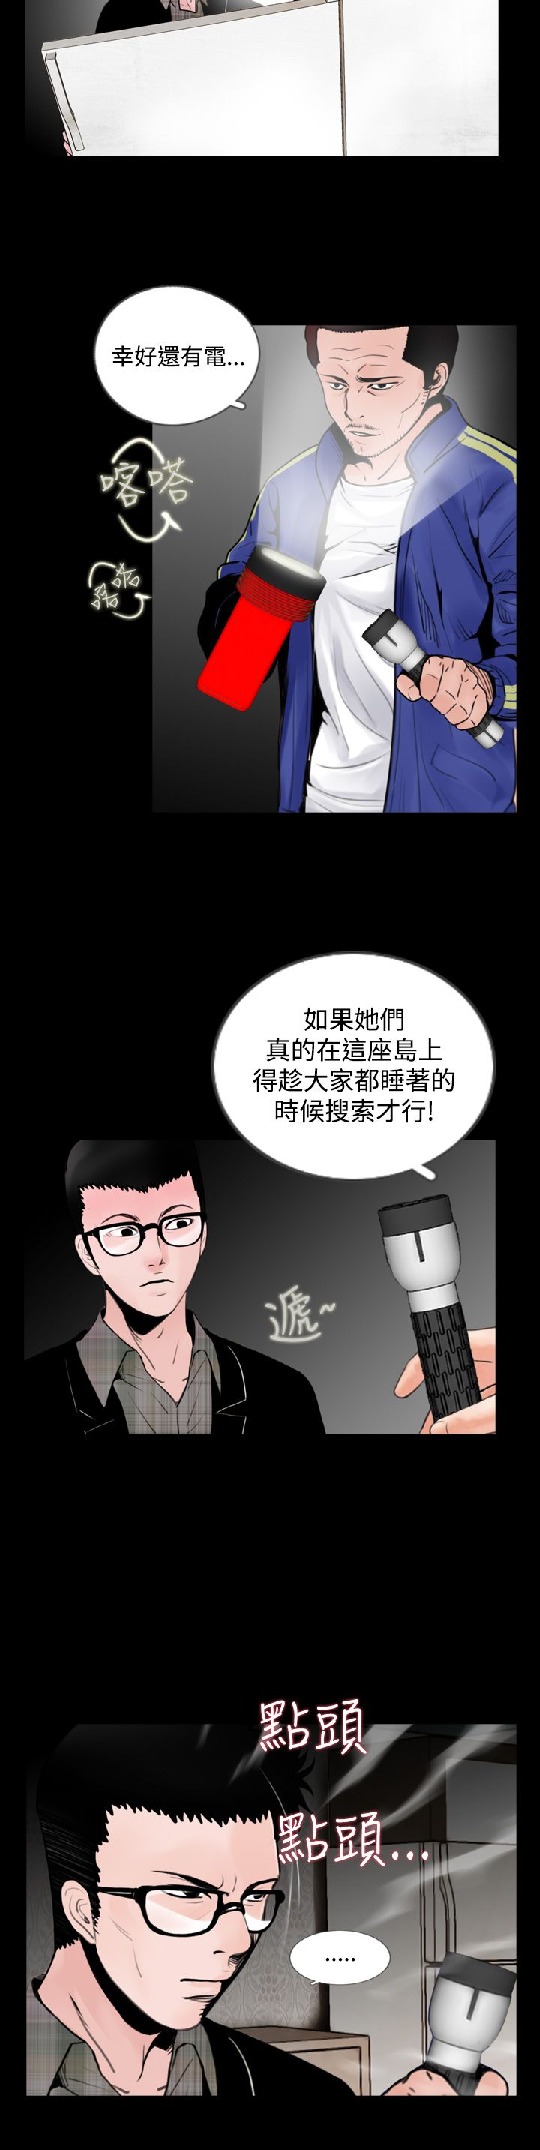 幸好還有電...
喀嗒
喀嗒
如果她們
真的在這座島上
得趁大家都睡著的
時候搜索才行!
遞~
點頭
點頭...
.....